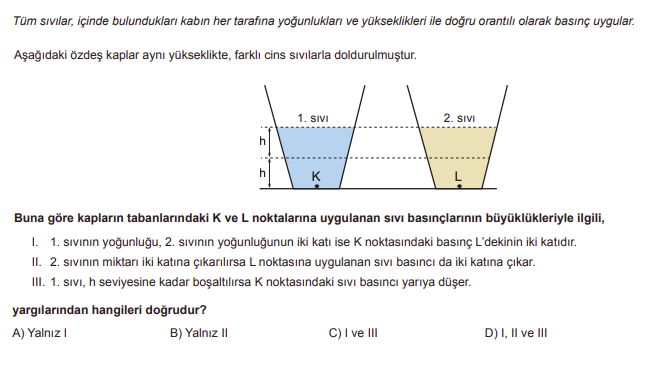 Tüm sıvılar, içinde bulundukları kabın her tarafına yoğunlukları ve yükseklikleri ile doğru orantılı olarak basınç uygular.
Aşağıdaki özdeş kaplar aynı yükseklikte, farklı cins sıvılarla doldurulmuştur.
1. sıvı 2. sıvı
h
h
K L
Buna göre kapların tabanlarındaki K ve L noktalarına uygulanan sıvı basınçlarının büyüklükleriyle ilgili,
I. 1. sıvının yoğunluğu, 2. sıvının yoğunluğunun iki katı ise K noktasındaki basınç L'dekinin iki katıdır.
II. 2. sıvının miktarı iki katına çıkarılırsa L noktasına uygulanan sıvı basıncı da iki katına çıkar.
III. 1. sıvı, h seviyesine kadar boşaltılırsa K noktasındaki sıvı basıncı yarıya düşer.
yargılarından hangileri doğrudur?
A) Yalnız I B) Yalnız II C) I ve III D) I, II ve III